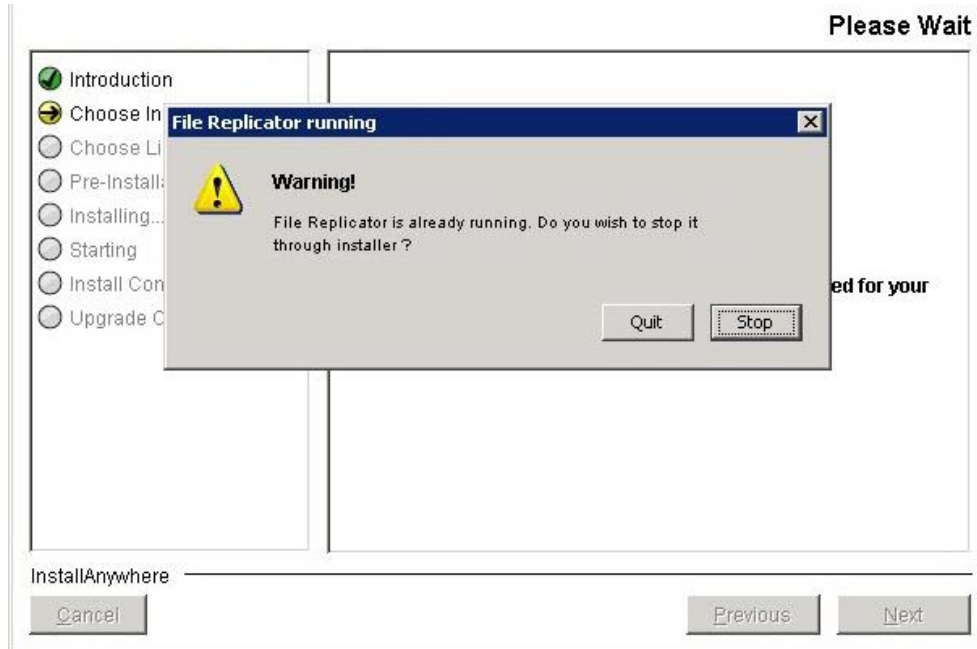 Please Wait
Introduction
Choose In
Choose Li
Pre-Install
Installing...
Starting
Install Con
Upgrade C
File Replicator running
Warning!
File Replicator is already running. Do you wish to stop it
through installer ?
Quit
Stop
ed for your
InstallAnywhere
Cancel
Previous
Next